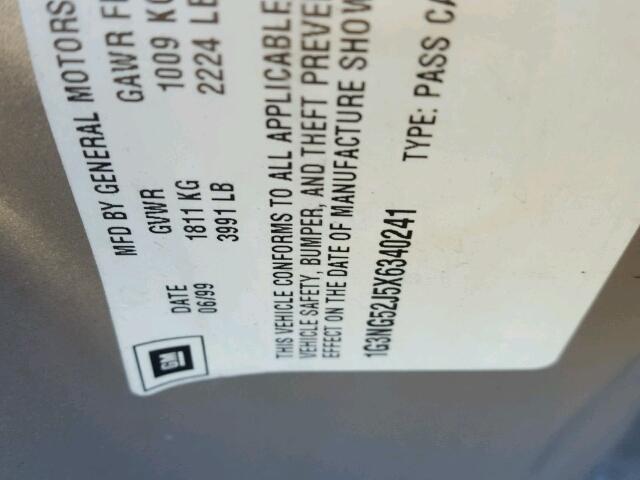 GM
MFD BY GENERAL MOTORS
DATE GVWR GAWR
06/99 1811 KG 1009 KG
3991 LB 2224 LB
THIS VEHICLE CONFORMS TO ALL APPLICABLE
VEHICLE SAFETY, BUMPER, AND THEFT
EFFECT ON THE DATE OF MANUFACTURE SHOW
1G3NG52J5X6340241 TYPE: PASS